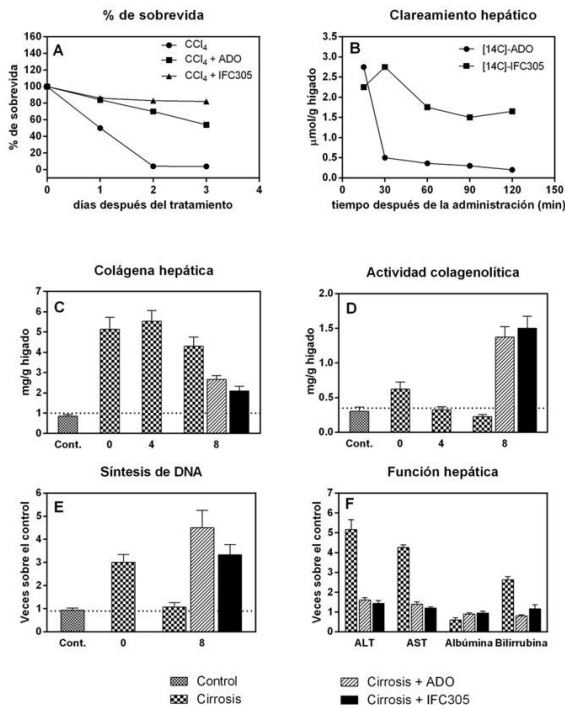 % de sobrevida
A
CCl4
CCl4 + ADO
CCl4 + IFC305
% de sobrevida
160
140
120
100
80
60
40
20
0
0 1 2 3 4
días después del tratamiento
Clareamiento hepático
B
[14C]-ADO
[14C]-IFC305
µmol/g hígado
3.5
3.0
2.5
2.0
1.5
1.0
0.5
0.0
0 30 60 90 120 150
tiempo después de la administración (min)
Colágena hepática
C
mg/g hígado
7
6
5
4
3
2
1
0
Cont. 0 4 8
Actividad colagenolítica
D
mg/g hígado
2.0
1.5
1.0
0.5
0.0
Cont. 0 4 8
Síntesis de DNA
E
Veces sobre el control
6
5
4
3
2
1
0
Cont. 0 8
Función hepática
F
Veces sobre el control
7
6
5
4
3
2
1
0
ALT AST Albúmina Bilirrubina
Control
Cirrosis
Cirrosis + ADO
Cirrosis + IFC305